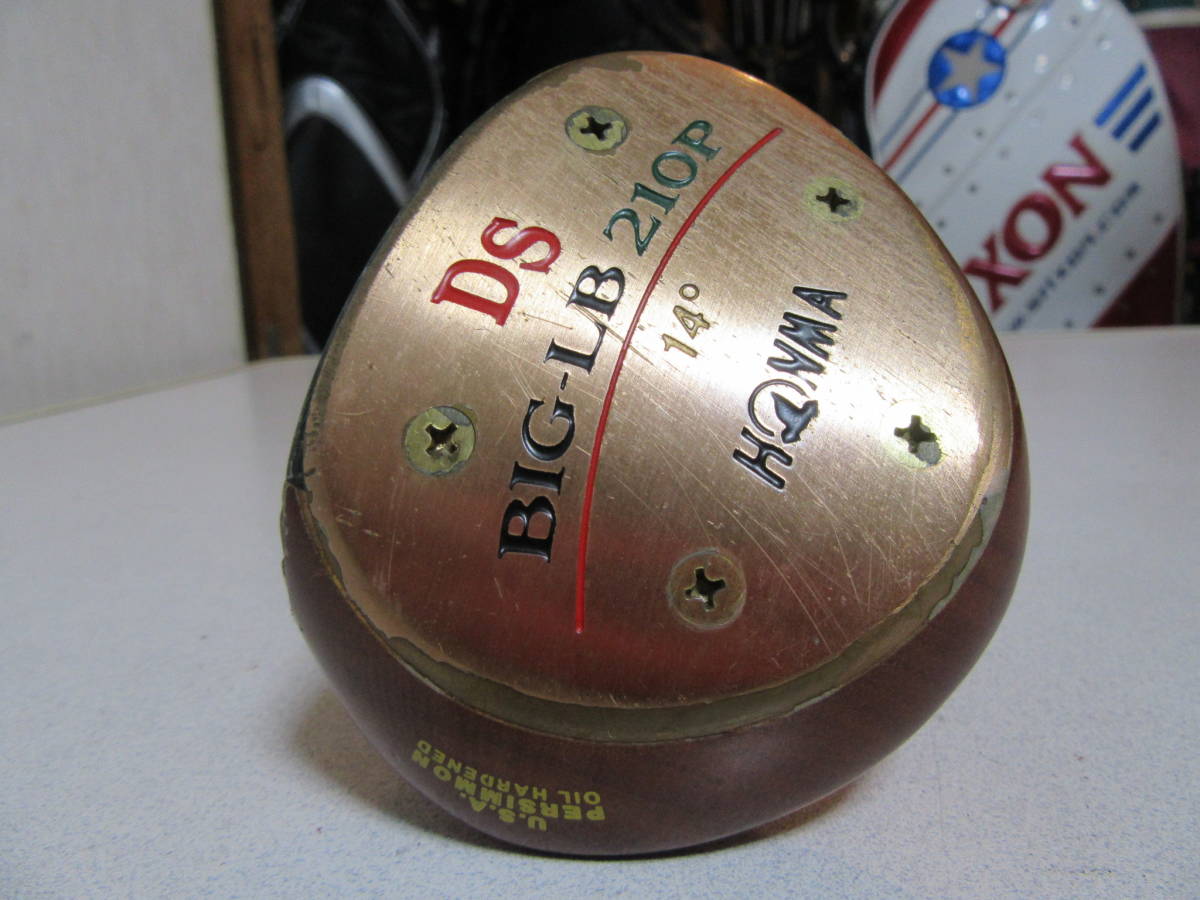 DS
BIG-LB 210P
14°
HONMA
U.S.A.
PERSIMMON
OIL HARDENED
XON